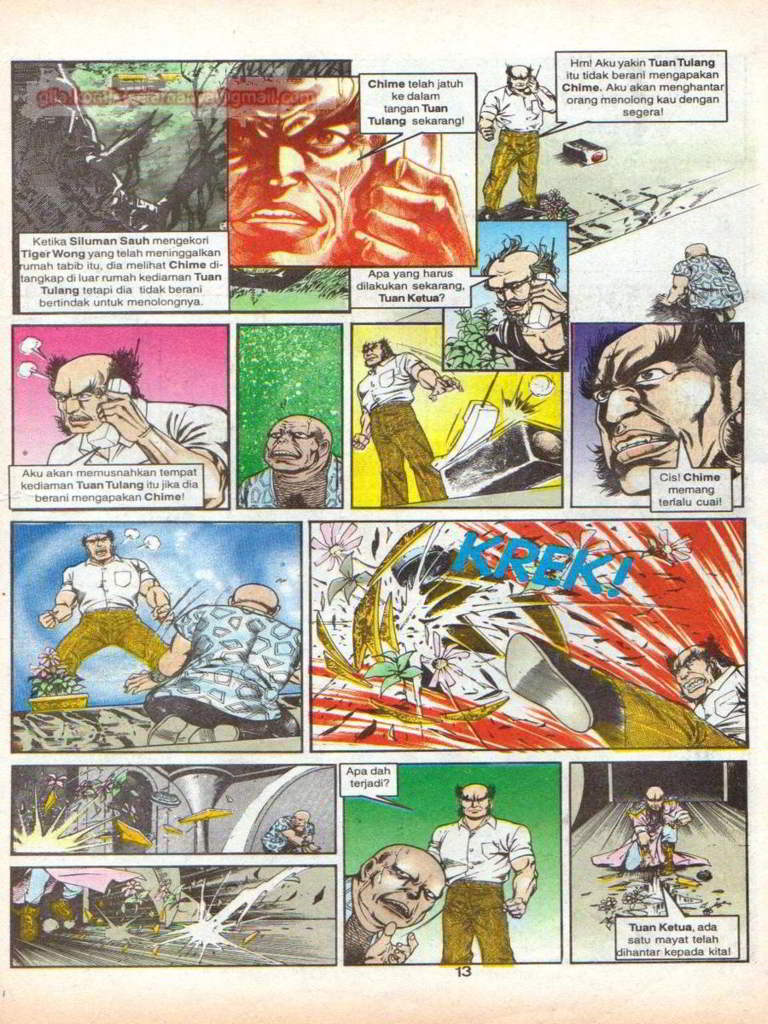 Ketika Siluman Sauh mengekori
Tiger Wong yang telah meninggalkan
rumah tabib itu, dia melihat Chime di-
tangkap di luar rumah kediaman Tuan
Tulang tetapi dia tidak berani
bertindak untuk menolongnya.
Chime telah jatuh
ke dalam
tangan Tuan
Tulang sekarang!
Hm! Aku yakin Tuan Tulang
itu tidak berani mengapakan
Chime. Aku akan menghantar
orang menolong kau dengan
segera!
Apa yang harus
dilakukan sekarang,
Tuan Ketua?
Aku akan memusnahkan tempat
kediaman Tuan Tulang itu jika dia
berani mengapakan Chime!
Cis! Chime
memang
terlalu cuai!
KREK!
Apa dah
terjadi?
Tuan Ketua, ada
satu mayat telah
dihantar kepada kita!
13